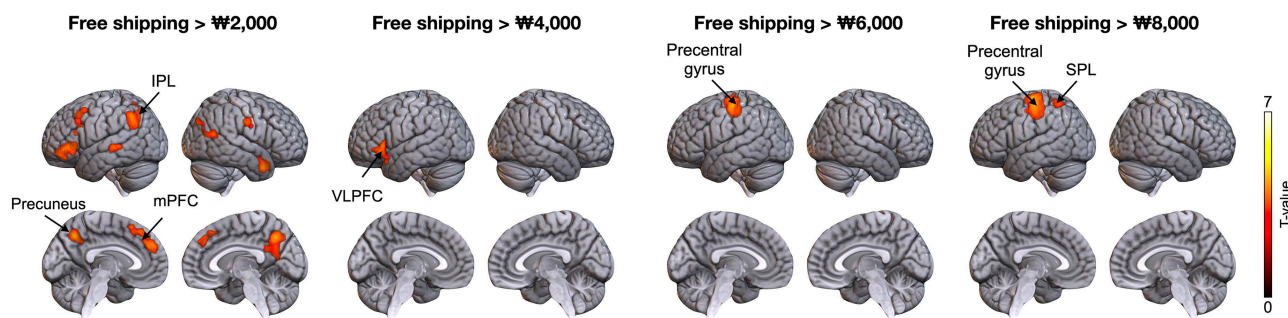 Free shipping > ₩2,000
Free shipping > ₩4,000
Free shipping > ₩6,000
Free shipping > ₩8,000
IPL
Precuneus
mPFC
VLPFC
Precentral
gyrus
Precentral
gyrus
SPL
7
T-value
0